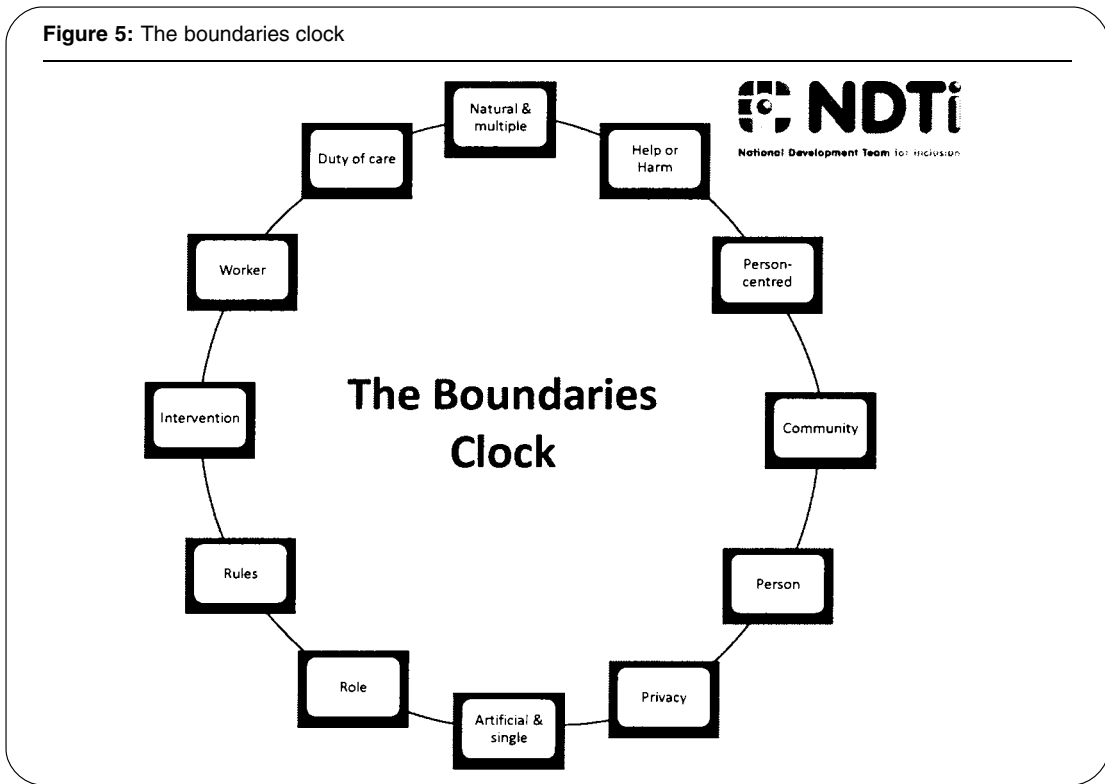 Figure 5: The boundaries clock
Natural &
multiple
NDTi
National Development Team for Inclusion
Help or
Harm
Person-
centred
Community
Person
Privacy
Artificial &
single
Role
Rules
Intervention
Worker
Duty of care
The Boundaries
Clock